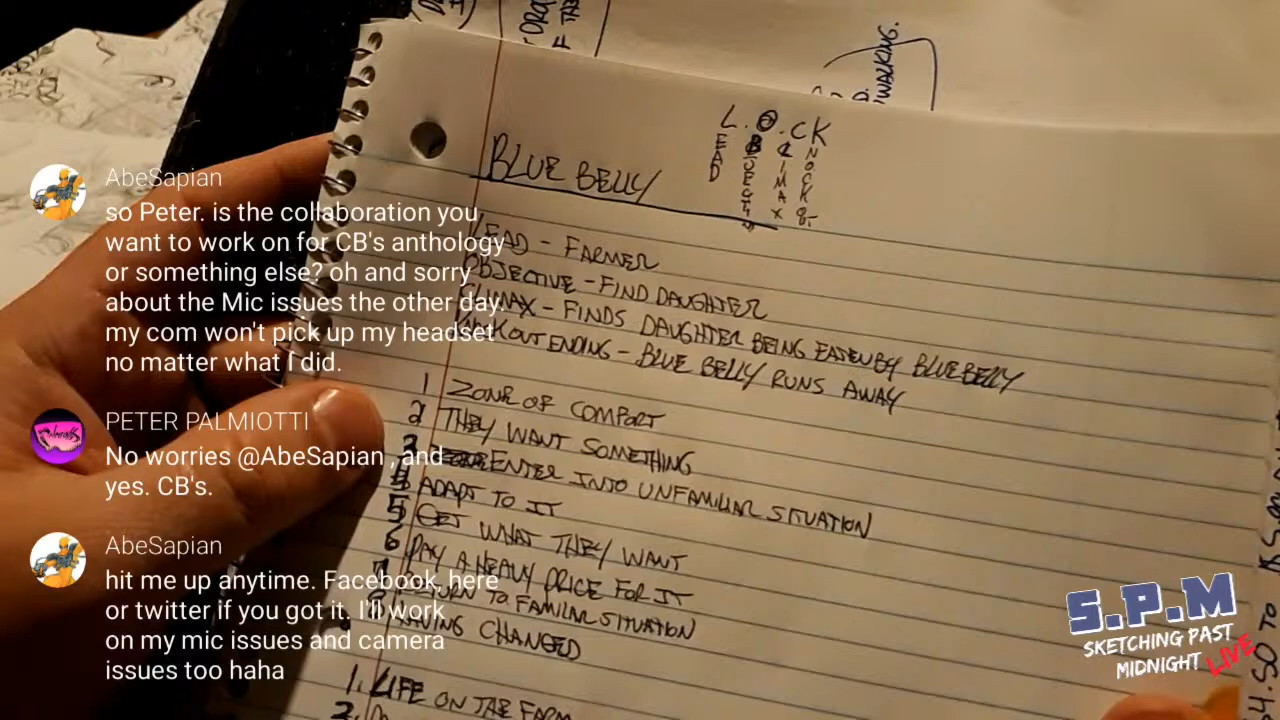 BLUE BELLY
L.O.CK
LEAD
OBJECTION
CLIMAX
KNOCK
LEAD - FARMER
OBJECTIVE - FIND DAUGHTER
CLIMAX - FINDS DAUGHTER BEING EATEN BY BLUE BELLY
KNOCKOUT ENDING - BLUE BELLY RUNS AWAY
1 ZONE OF COMFORT
2 THEY WANT SOMETHING
3 ENTER INTO UNFAMILIAR SITUATION
4 ADAPT TO IT
5 GET WHAT THEY WANT
6 PAY A HEAVY PRICE FOR IT
7 RETURN TO FAMILIAR SITUATION
HAVING CHANGED
1. LIFE ON THE FARM
2.
WALKING.
AbeSapian
so Peter. is the collaboration you
want to work on for CB's anthology
or something else? oh and sorry
about the Mic issues the other day.
my com won't pick up my headset
no matter what I did.
PETER PALMIOTTI
No worries @AbeSapian , and
yes. CB's.
AbeSapian
hit me up anytime. Facebook, here
or twitter if you got it. I'll work
on my mic issues and camera
issues too haha
S.P.M
SKETCHING PAST
MIDNIGHT LIVE